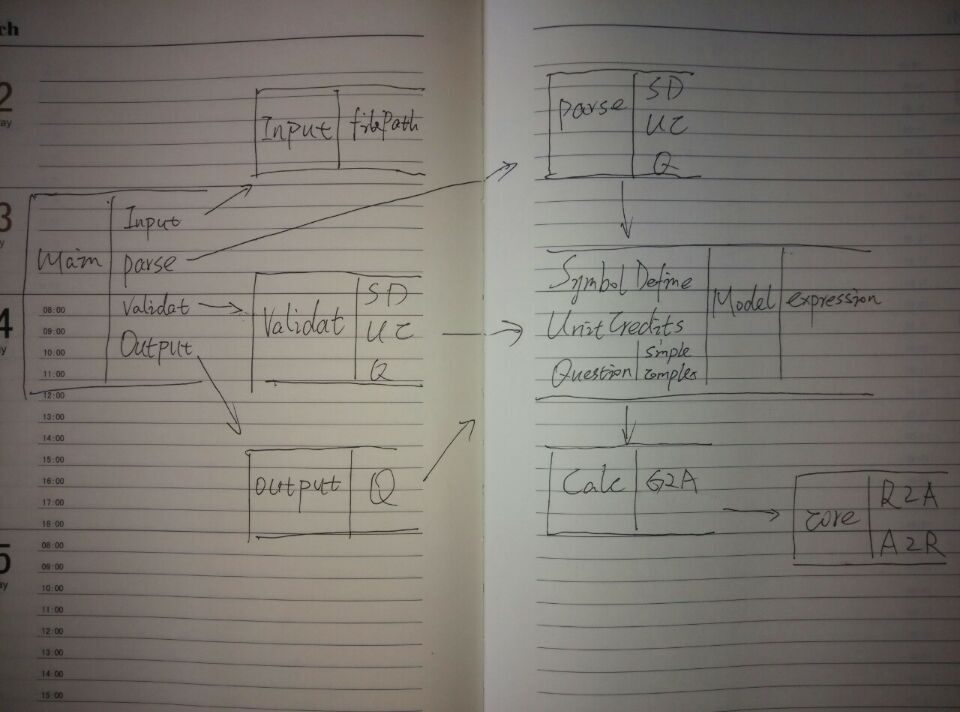 ch
2
ay
3
y
4
ay
5
ay
08:00
09:00
10:00
11:00
12:00
13:00
14:00
15:00
16:00
17:00
18:00
08:00
09:00
10:00
11:00
12:00
13:00
14:00
15:00
Input filePath
Main
Input
parse
Validat
Output
Validat
SD
UC
Q
Output Q
parse
SD
UC
Q
Symbol Define
Unit Credits
Question simple
complex
Model expression
Calc G2A
core
R2A
A2R